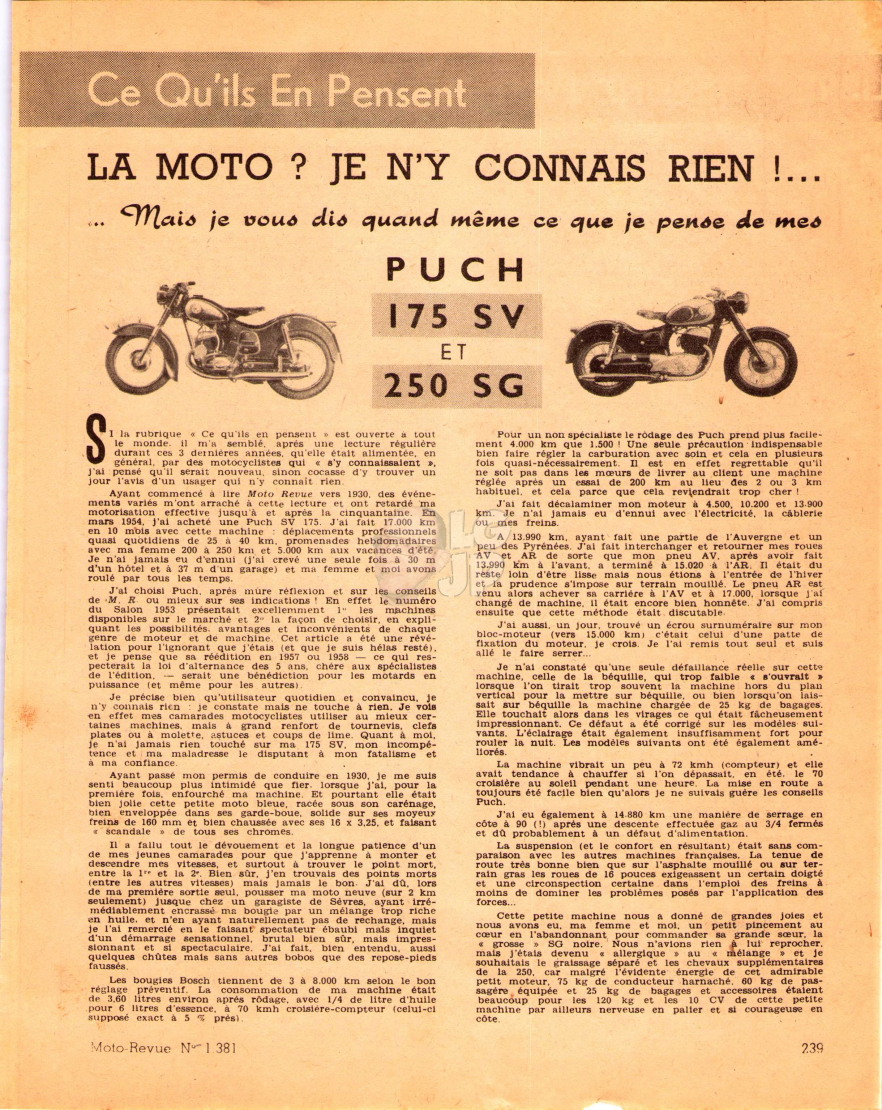 Ce Qu'ils En Pensent
LA MOTO ? JE N'Y CONNAIS RIEN !...
... Mais je vous dis quand même ce que je pense de mes
PUCH
175 SV
ET
250 SG
SI la rubrique « Ce qu'ils en pensent » est ouverte à tout
le monde, il m'a semblé, après une lecture régulière
durant ces 3 dernières années, qu'elle était alimentée, en
général, par des motocyclistes qui « s'y connaissaient »,
j'ai pensé qu'il serait nouveau, sinon cocasse d'y trouver un
jour l'avis d'un usager qui n'y connaît rien.
Ayant commencé à lire Moto Revue vers 1930, des événe-
ments variés m'ont arraché à cette lecture et ont retardé ma
motorisation effective jusqu'à et après la cinquantaine. En
mars 1954, j'ai acheté une Puch SV 175. J'ai fait 17.000 km
en 10 mois avec cette machine : déplacements professionnels
quasi quotidiens de 25 à 40 km, promenades hebdomadaires
avec ma femme 200 à 250 km et 5.000 km aux vacances d'été.
Je n'ai jamais eu d'ennui (j'ai crevé une seule fois à 30 m
d'un hôtel et à 37 m d'un garage) et ma femme et moi avons
roulé par tous les temps.
J'ai choisi Puch, après mûre réflexion et sur les conseils
de M. R. ou mieux sur ses indications ! En effet le numéro
du Salon 1953 présentait excellemment 1° les machines
disponibles sur le marché et 2° la façon de choisir, en expli-
quant les possibilités, avantages et inconvénients de chaque
genre de moteur et de machine. Cet article a été une révé-
lation pour l'ignorant que j'étais (et que je suis hélas resté),
et je pense que sa réédition en 1957 ou 1958 — ce qui res-
pecterait la loi d'alternance des 5 ans, chère aux spécialistes
de l'édition, — serait une bénédiction pour les motards en
puissance (et même pour les autres).
Je précise bien qu'utilisateur quotidien et convaincu, je
n'y connais rien : je constate mais ne touche à rien. Je vois
en effet mes camarades motocyclistes utiliser au mieux cer-
taines machines, mais à grand renfort de tournevis, clefs
plates ou à molette, astuces et coups de lime. Quant à moi,
je n'ai jamais rien touché sur ma 175 SV, mon incompé-
tence et ma maladresse le disputant à mon fatalisme et
à ma confiance.
Ayant passé mon permis de conduire en 1930, je me suis
senti beaucoup plus intimidé que fier, lorsque j'ai, pour la
première fois, enfourché ma machine. Et pourtant elle était
bien jolie cette petite moto bleue, racée sous son carénage,
bien enveloppée dans ses garde-boue, solide sur ses moyeux
freins de 160 mm et bien chaussée avec ses 16 x 3,25, et faisant
« scandale » de tous ses chromes.
Il a fallu tout le dévouement et la longue patience d'un
de mes jeunes camarades pour que j'apprenne à monter et
descendre mes vitesses, et surtout à trouver le point mort,
entre la 1re et la 2e. Bien sûr, j'en trouvais des points morts
(entre les autres vitesses) mais jamais le bon. J'ai dû, lors
de ma première sortie seul, pousser ma moto neuve (sur 2 km
seulement) jusque chez un garagiste de Sèvres, ayant irré-
médiablement encrassé ma bougie par un mélange trop riche
en huile, et n'en ayant naturellement pas de rechange, mais
je l'ai remercié en le faisant spectateur ébaubi mais inquiet
d'un démarrage sensationnel, brutal bien sûr, mais impres-
sionnant et si spectaculaire. J'ai fait, bien entendu, aussi
quelques chûtes mais sans autres bobos que des repose-pieds
faussés.
Les bougies Bosch tiennent de 3 à 8.000 km selon le bon
réglage préventif. La consommation de ma machine était
de 3,60 litres environ après rôdage, avec 1/4 de litre d'huile
pour 6 litres d'essence, à 70 kmh croisière-compteur (celui-ci
supposé exact à 5 % près).
Pour un non spécialiste le rôdage des Puch prend plus facile-
ment 4.000 km que 1.500 ! Une seule précaution indispensable
bien faire régler la carburation avec soin et cela en plusieurs
fois quasi-nécessairement. Il est en effet regrettable qu'il
ne soit pas dans les mœurs de livrer au client une machine
réglée après un essai de 200 km au lieu des 2 ou 3 km
habituel, et cela parce que cela reviendrait trop cher !
J'ai fait décalaminer mon moteur à 4.500, 10.200 et 13.900
km. Je n'ai jamais eu d'ennui avec l'électricité, la câblerie
ou mes freins.
A 13.990 km, ayant fait une partie de l'Auvergne et un
peu des Pyrénées. J'ai fait interchanger et retourner mes roues
AV et AR de sorte que mon pneu AV, après avoir fait
13.990 km à l'avant, a terminé à 15.020 à l'AR. Il était du
reste loin d'être lisse mais nous étions à l'entrée de l'hiver
et la prudence s'impose sur terrain mouillé. Le pneu AR est
venu alors achever sa carrière à l'AV et à 17.000, lorsque j'ai
changé de machine, il était encore bien honnête. J'ai compris
ensuite que cette méthode était discutable.
J'ai aussi, un jour, trouvé un écrou surnuméraire sur mon
bloc-moteur (vers 15.000 km) c'était celui d'une patte de
fixation du moteur, je crois. Je l'ai remis tout seul et suis
allé le faire serrer...
Je n'ai constaté qu'une seule défaillance réelle sur cette
machine, celle de la béquille, qui trop faible « s'ouvrait »
lorsque l'on tirait trop souvent la machine hors du plan
vertical pour la mettre sur béquille, ou bien lorsqu'on lais-
sait sur béquille la machine chargée de 25 kg de bagages.
Elle touchait alors dans les virages ce qui était fâcheusement
impressionnant. Ce défaut a été corrigé sur les modèles sui-
vants. L'éclairage était également insuffisamment fort pour
rouler la nuit. Les modèles suivants ont été également amé-
liorés.
La machine vibrait un peu à 72 kmh (compteur) et elle
avait tendance à chauffer si l'on dépassait, en été, le 70
croisière au soleil pendant une heure. La mise en route a
toujours été facile bien qu'alors je ne suivais guère les conseils
Puch.
J'ai eu également à 14.880 km une manière de serrage en
côte à 90 (!) après une descente effectuée gaz au 3/4 fermés
et dû probablement à un défaut d'alimentation.
La suspension (et le confort en résultant) était sans com-
paraison avec les autres machines françaises. La tenue de
route très bonne bien que sur l'asphalte mouillé ou sur ter-
rain gras les roues de 16 pouces exigeassent un certain doigté
et une circonspection certaine dans l'emploi des freins à
moins de dominer les problèmes posés par l'application des
forces...
Cette petite machine nous a donné de grandes joies et
nous avons eu, ma femme et moi, un petit pincement au
cœur en l'abandonnant pour commander sa grande sœur, la
« grosse » SG noire. Nous n'avions rien à lui reprocher,
mais j'étais devenu « allergique » au « mélange » et je
souhaitais le graissage séparé et les chevaux supplémentaires
de la 250, car malgré l'évidente énergie de cet admirable
petit moteur, 75 kg de conducteur harnaché, 60 kg de pas-
sagère équipée et 25 kg de bagages et accessoires étaient
beaucoup pour les 120 kg et les 10 CV de cette petite
machine par ailleurs nerveuse en palier et si courageuse en
côte.
Moto-Revue No 1.381
239